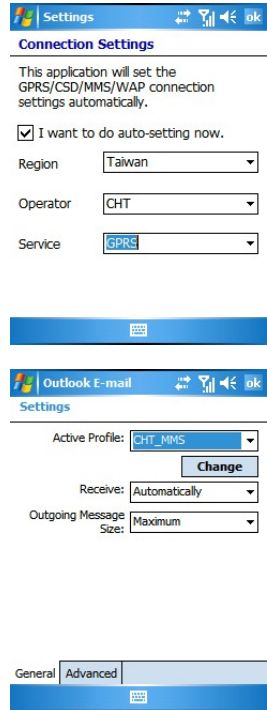 Settings ok
Connection Settings
This application will set the
GPRS/CSD/MMS/WAP connection
settings automatically.
I want to do auto-setting now.
Region Taiwan
Operator CHT
Service GPRS
Outlook E-mail ok
Settings
Active Profile: CHT_MMS
Change
Receive: Automatically
Outgoing Message
Size: Maximum
General Advanced